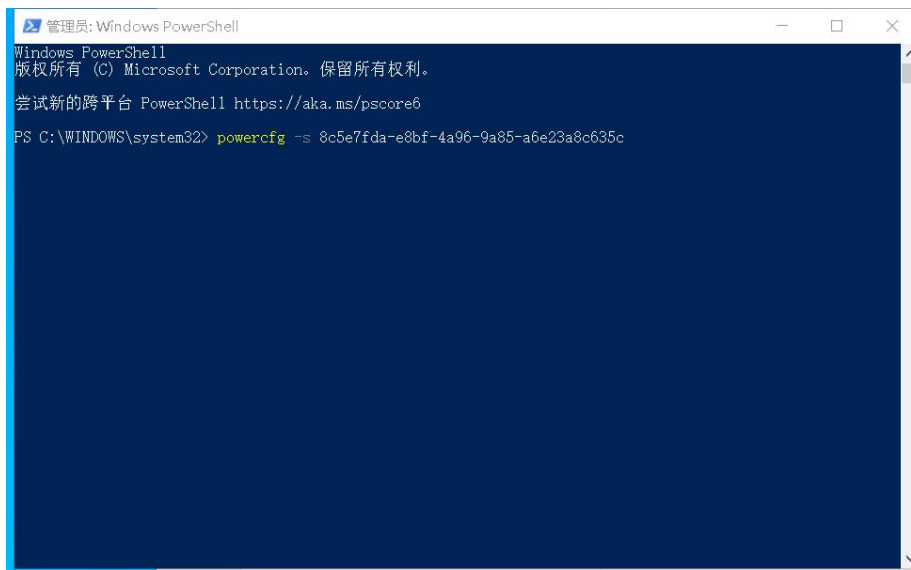 管理员: Windows PowerShell
Windows PowerShell
版权所有 (C) Microsoft Corporation。保留所有权利。
尝试新的跨平台 PowerShell https://aka.ms/pscore6
PS C:\WINDOWS\system32> powercfg -s 8c5e7fda-e8bf-4a96-9a85-a6e23a8c635c